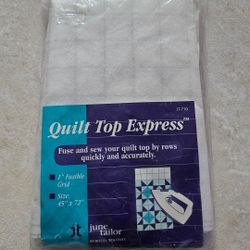 Quilt Top Express™
Fuse and sew your quilt top by rows
quickly and accurately.
1" Fusible
Grid
Size:
45" x 72"
jt
june
tailor